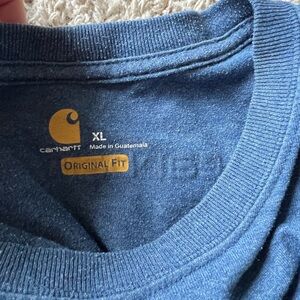 XL
carhartt
Made in Guatemala
ORIGINAL FIT